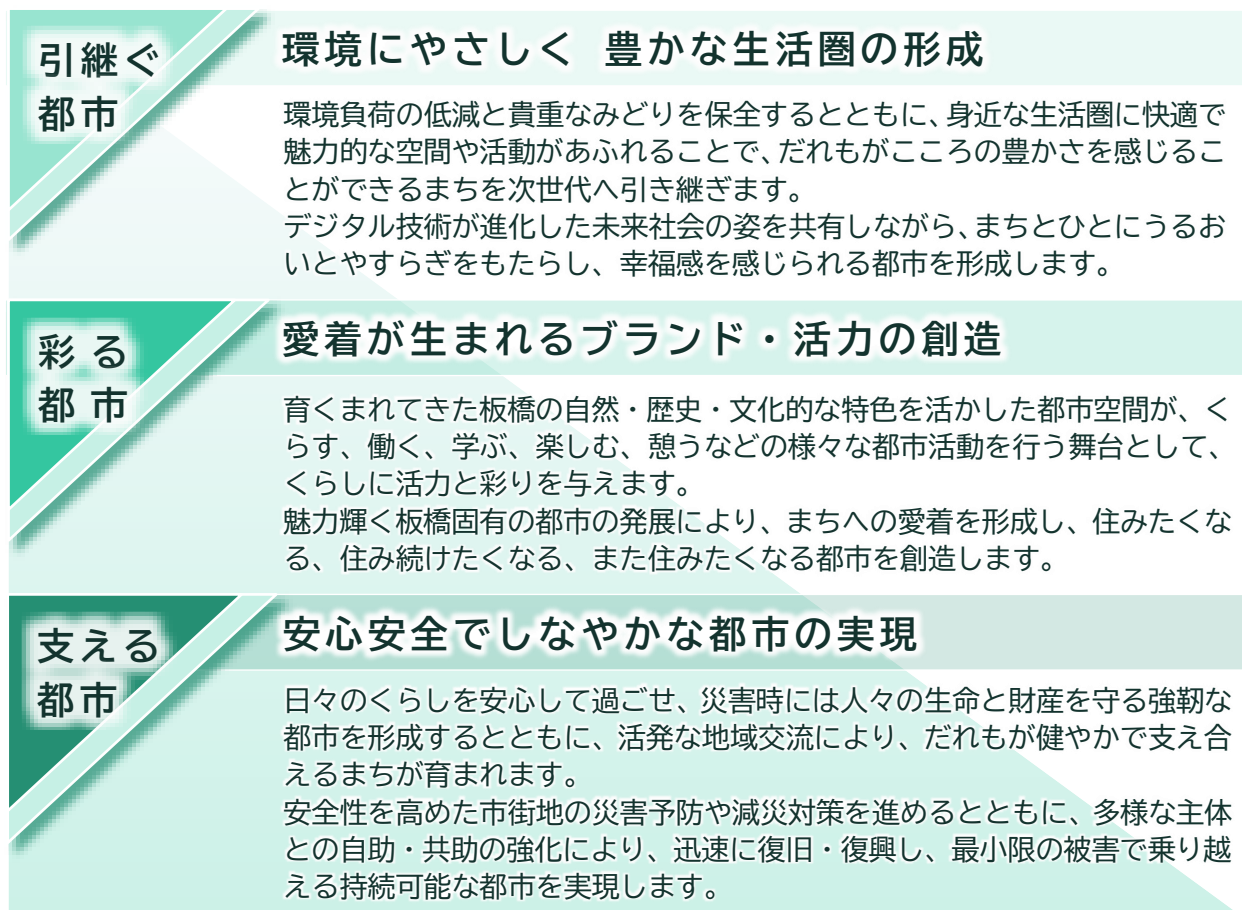 引継ぐ
都市
環境にやさしく 豊かな生活圏の形成
環境負荷の低減と貴重なみどりを保全するとともに、身近な生活圏に快適で
魅力的な空間や活動があふれることで、だれもがこころの豊かさを感じるこ
とができるまちを次世代へ引き継ぎます。
デジタル技術が進化した未来社会の姿を共有しながら、まちとひとにうるお
いとやすらぎをもたらし、幸福感を感じられる都市を形成します。
彩る
都市
愛着が生まれるブランド・活力の創造
育くまれてきた板橋の自然・歴史・文化的な特色を活かした都市空間が、く
らす、働く、学ぶ、楽しむ、憩うなどの様々な都市活動を行う舞台として、
くらしに活力と彩りを与えます。
魅力輝く板橋固有の都市の発展により、まちへの愛着を形成し、住みたくな
る、住み続けたくなる、また住みたくなる都市を創造します。
支える
都市
安心安全でしなやかな都市の実現
日々のくらしを安心して過ごせ、災害時には人々の生命と財産を守る強靭な
都市を形成するとともに、活発な地域交流により、だれもが健やかで支え合
えるまちが育まれます。
安全性を高めた市街地の災害予防や減災対策を進めるとともに、多様な主体
との自助・共助の強化により、迅速に復旧・復興し、最小限の被害で乗り越
える持続可能な都市を実現します。